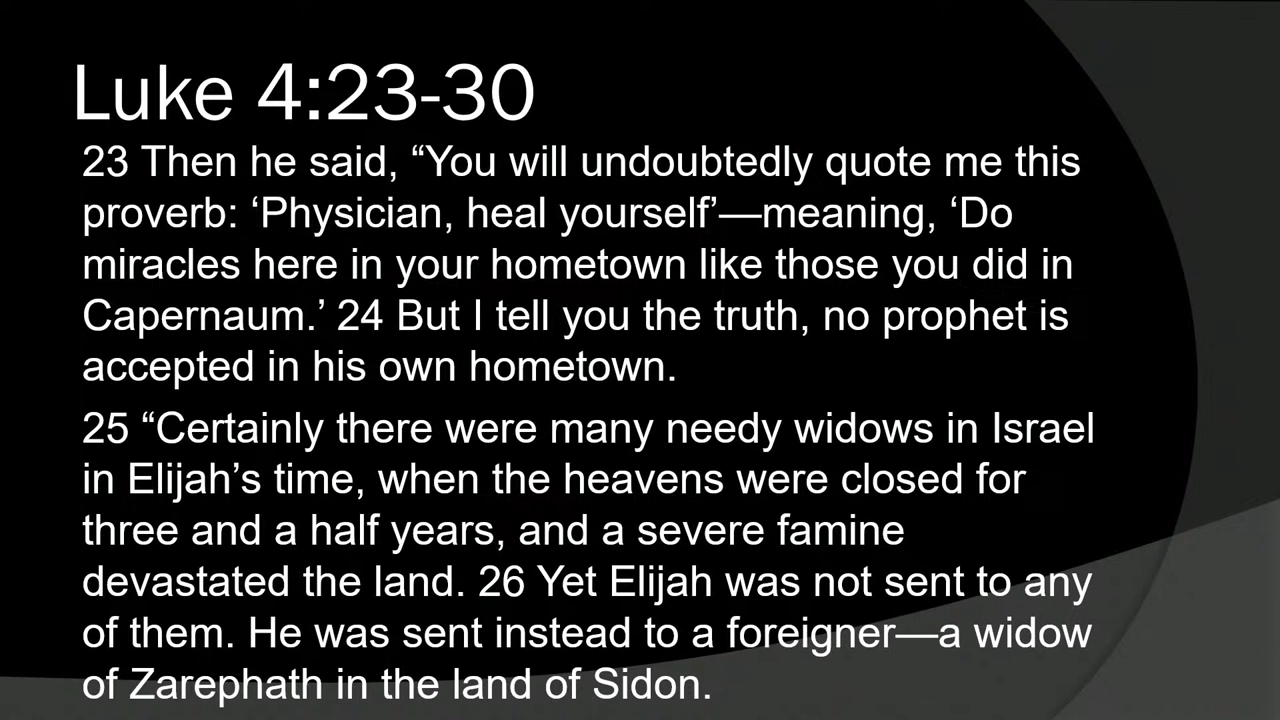 Luke 4:23-30
23 Then he said, “You will undoubtedly quote me this
proverb: ‘Physician, heal yourself’—meaning, ‘Do
miracles here in your hometown like those you did in
Capernaum.’ 24 But I tell you the truth, no prophet is
accepted in his own hometown.
25 “Certainly there were many needy widows in Israel
in Elijah’s time, when the heavens were closed for
three and a half years, and a severe famine
devastated the land. 26 Yet Elijah was not sent to any
of them. He was sent instead to a foreigner—a widow
of Zarephath in the land of Sidon.